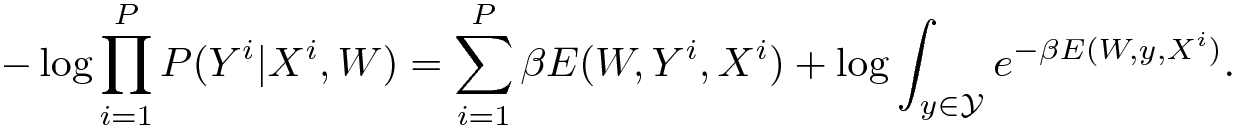 $-\log \prod_{i=1}^{P} P(Y^i|X^i, W) = \sum_{i=1}^{P} \beta E(W, Y^i, X^i) + \log \int_{y \in \mathcal{Y}} e^{-\beta E(W, y, X^i)}.$